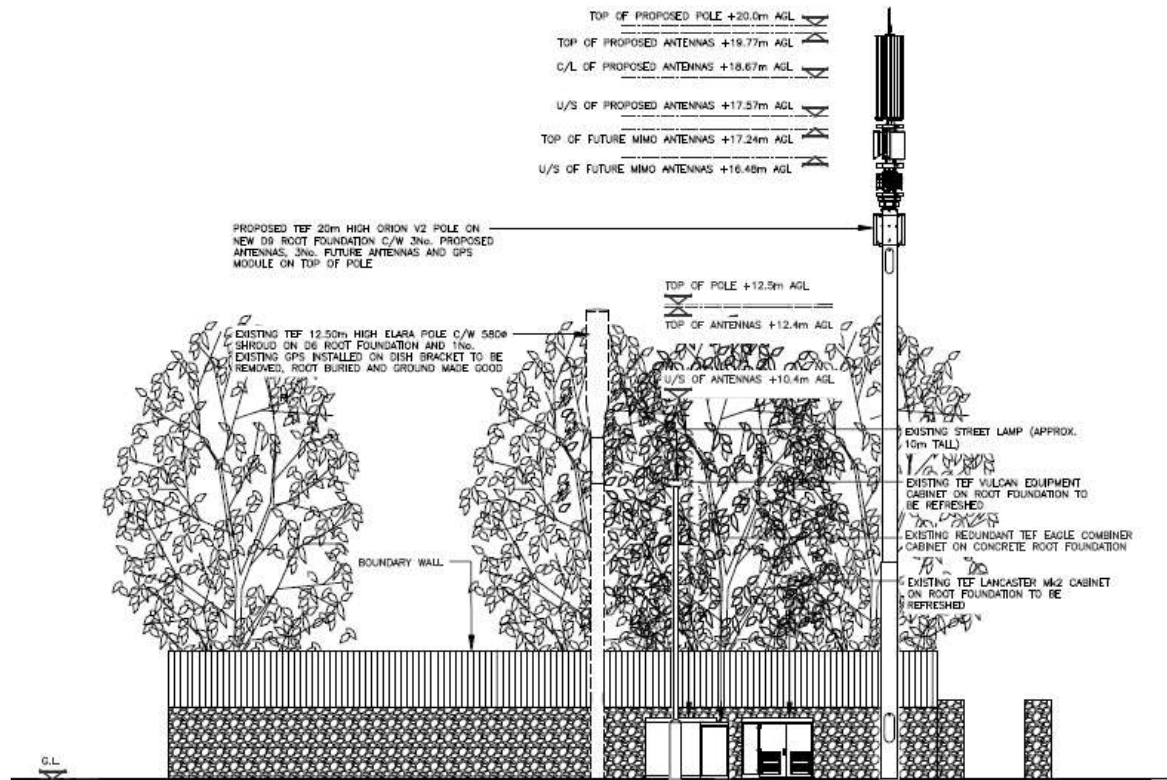 TOP OF PROPOSED POLE +20.0m AGL
TOP OF PROPOSED ANTENNAS +19.77m AGL
C/L OF PROPOSED ANTENNAS +18.67m AGL
U/S OF PROPOSED ANTENNAS +17.57m AGL
TOP OF FUTURE MIMO ANTENNAS +17.24m AGL
U/S OF FUTURE MIMO ANTENNAS +16.48m AGL
PROPOSED TEF 20m HIGH ORION V2 POLE ON
NEW D9 ROOT FOUNDATION C/W 3No. PROPOSED
ANTENNAS, 3No. FUTURE ANTENNAS AND GPS
MODULE ON TOP OF POLE
TOP OF POLE +12.5m AGL
TOP OF ANTENNAS +12.4m AGL
EXISTING TEF 12.50m HIGH ELARA POLE C/W 580ø
SHROUD ON D6 ROOT FOUNDATION AND 1No.
EXISTING GPS INSTALLED ON DISH BRACKET TO BE
REMOVED, ROOT BURIED AND GROUND MADE GOOD
U/S OF ANTENNAS +10.4m AGL
EXISTING STREET LAMP (APPROX.
10m TALL)
EXISTING TEF VULCAN EQUIPMENT
CABINET ON ROOT FOUNDATION TO
BE REFRESHED
EXISTING REDUNDANT TEF EAGLE COMBINER
CABINET ON CONCRETE ROOT FOUNDATION
BOUNDARY WALL
EXISTING TEF LANCASTER Mk2 CABINET
ON ROOT FOUNDATION TO BE
REFRESHED
G.L